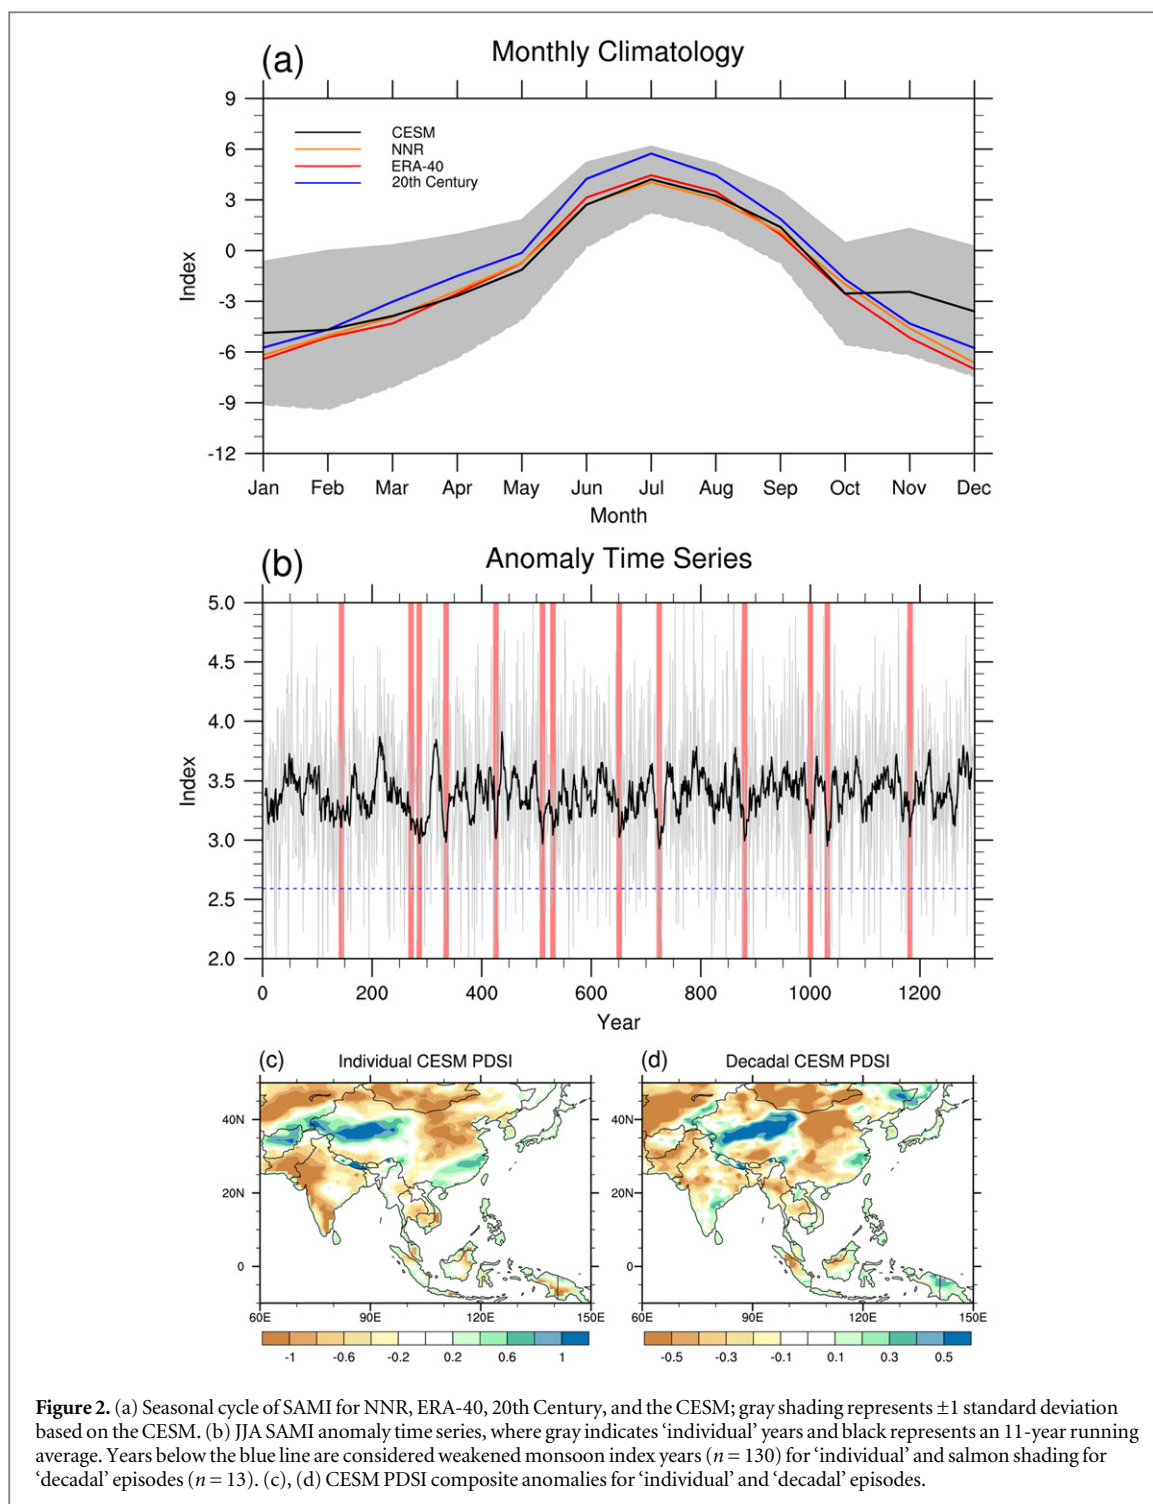 (a)
Monthly Climatology
9
6
3
0
-3
-6
-9
-12
Index
CESM
NNR
ERA-40
20th Century
Jan Feb Mar Apr May Jun Jul Aug Sep Oct Nov Dec
Month
(b)
Anomaly Time Series
5.0
4.5
4.0
3.5
3.0
2.5
2.0
Index
0 200 400 600 800 1000 1200
Year
(c) Individual CESM PDSI
40N
20N
0
60E 90E 120E 150E
-1 -0.6 -0.2 0.2 0.6 1
(d) Decadal CESM PDSI
40N
20N
0
60E 90E 120E 150E
-0.5 -0.3 -0.1 0.1 0.3 0.5
Figure 2. (a) Seasonal cycle of SAMI for NNR, ERA-40, 20th Century, and the CESM; gray shading represents ±1 standard deviation
based on the CESM. (b) JJA SAMI anomaly time series, where gray indicates ‘individual’ years and black represents an 11-year running
average. Years below the blue line are considered weakened monsoon index years (n = 130) for ‘individual’ and salmon shading for
‘decadal’ episodes (n = 13). (c), (d) CESM PDSI composite anomalies for ‘individual’ and ‘decadal’ episodes.